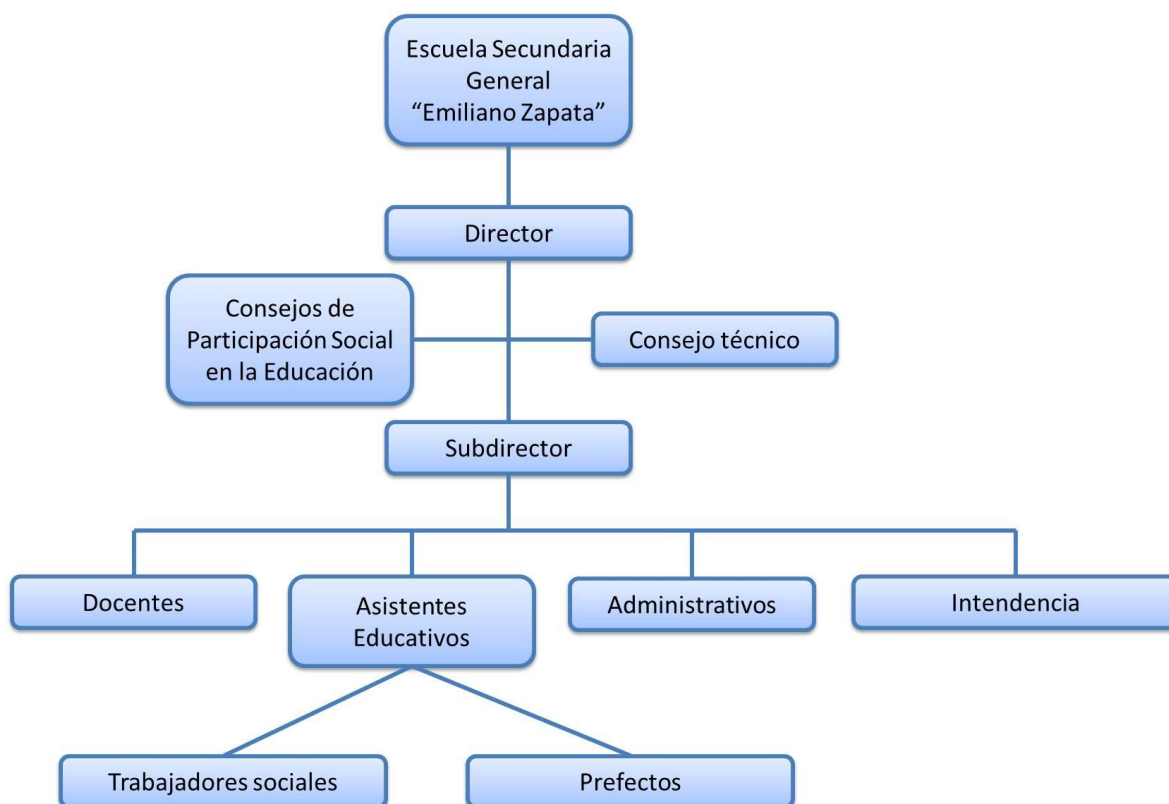 Escuela Secundaria
General
“Emiliano Zapata”
Director
Consejos de
Participación Social
en la Educación
Consejo técnico
Subdirector
Docentes
Asistentes
Educativos
Administrativos
Intendencia
Trabajadores sociales
Prefectos